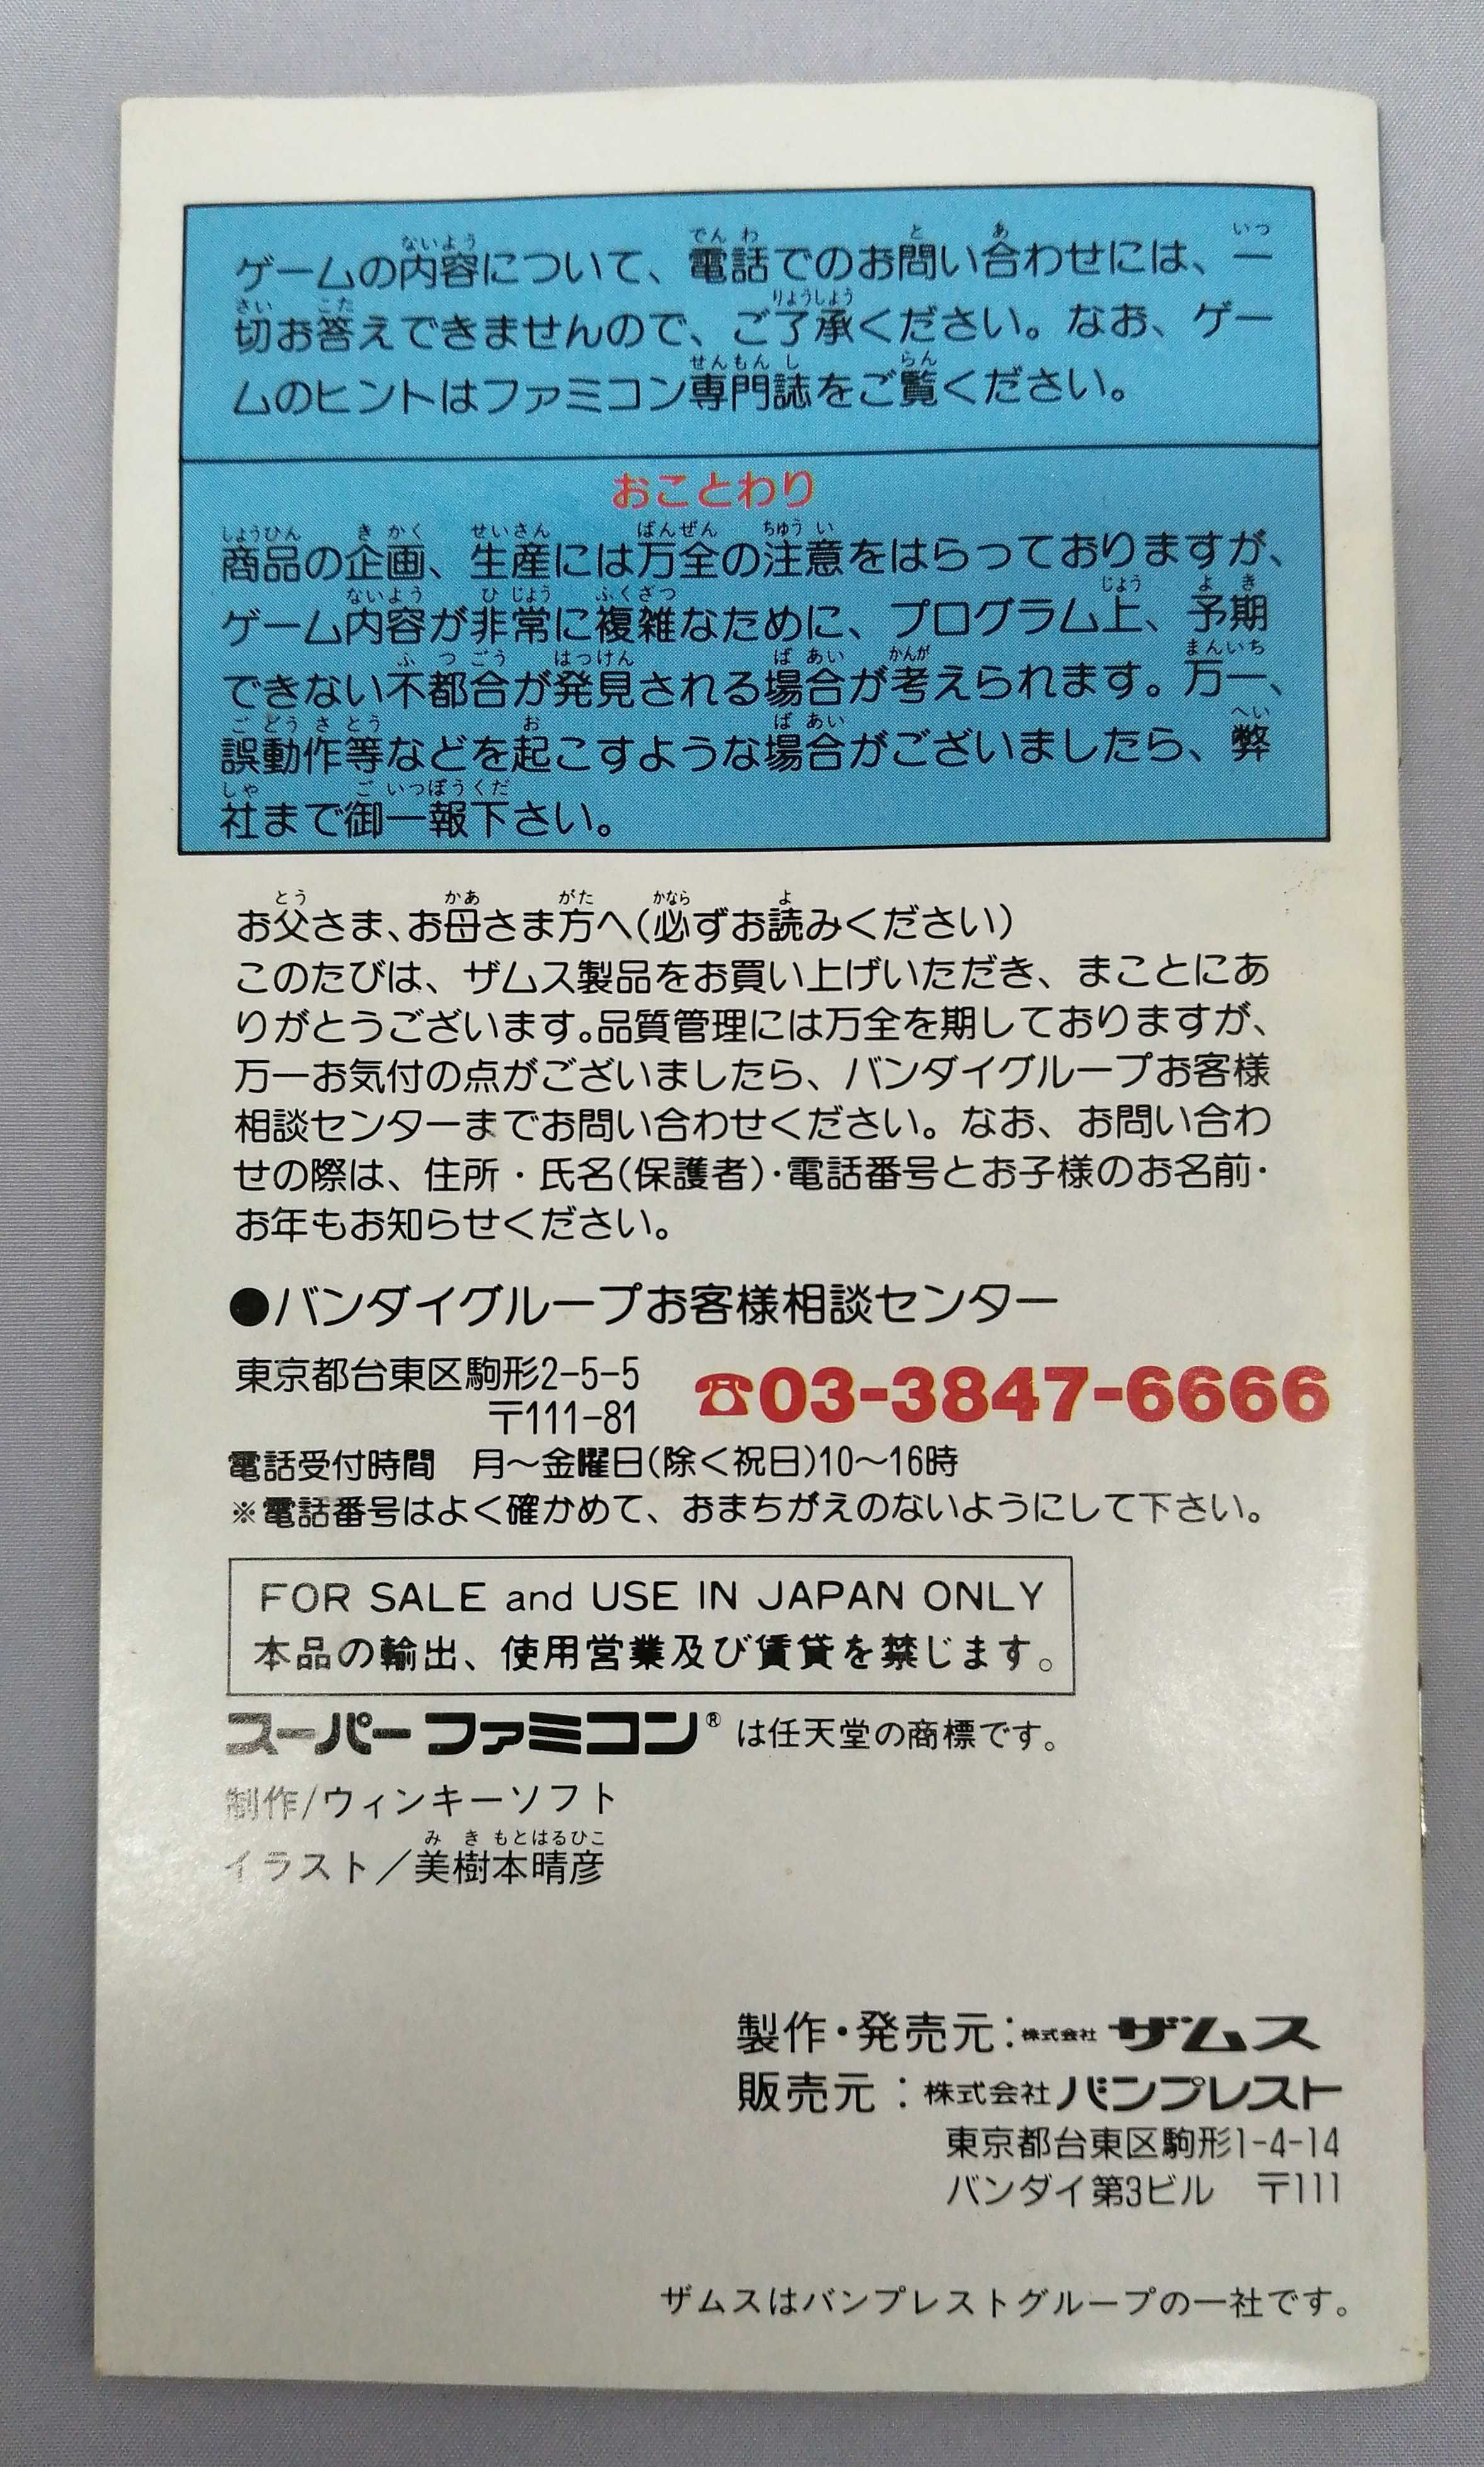 ゲームの内容について、電話でのお問い合わせには、一
切お答えできませんので、ご了承ください。なお、ゲー
ムのヒントはファミコン専門誌をご覧ください。
おことわり
商品の企画、生産には万全の注意をはらっておりますが、
ゲーム内容が非常に複雑なために、プログラム上、予期
できない不都合が発見される場合が考えられます。万一、
誤動作等などを起こすような場合がございましたら、弊
社まで御一報下さい。
お父さま、お母さま方へ(必ずお読みください)
このたびは、ザムス製品をお買い上げいただき、まことにあ
りがとうございます。品質管理には万全を期しておりますが、
万一お気付の点がございましたら、バンダイグループお客様
相談センターまでお問い合わせください。なお、お問い合わ
せの際は、住所・氏名(保護者)・電話番号とお子様のお名前・
お年もお知らせください。
●バンダイグループお客様相談センター
東京都台東区駒形2-5-5
〒111-81
☎03-3847-6666
電話受付時間 月〜金曜日(除く祝日)10〜16時
※電話番号はよく確かめて、おまちがえのないようにして下さい。
FOR SALE and USE IN JAPAN ONLY
本品の輸出、使用営業及び賃貸を禁じます。
スーパーファミコン®は任天堂の商標です。
制作/ウィンキーソフト
イラスト／美樹本晴彦
製作・発売元：株式会社 ザムス
販売元：株式会社 バンプレスト
東京都台東区駒形1-4-14
バンダイ第3ビル 〒111
ザムスはバンプレストグループの一社です。